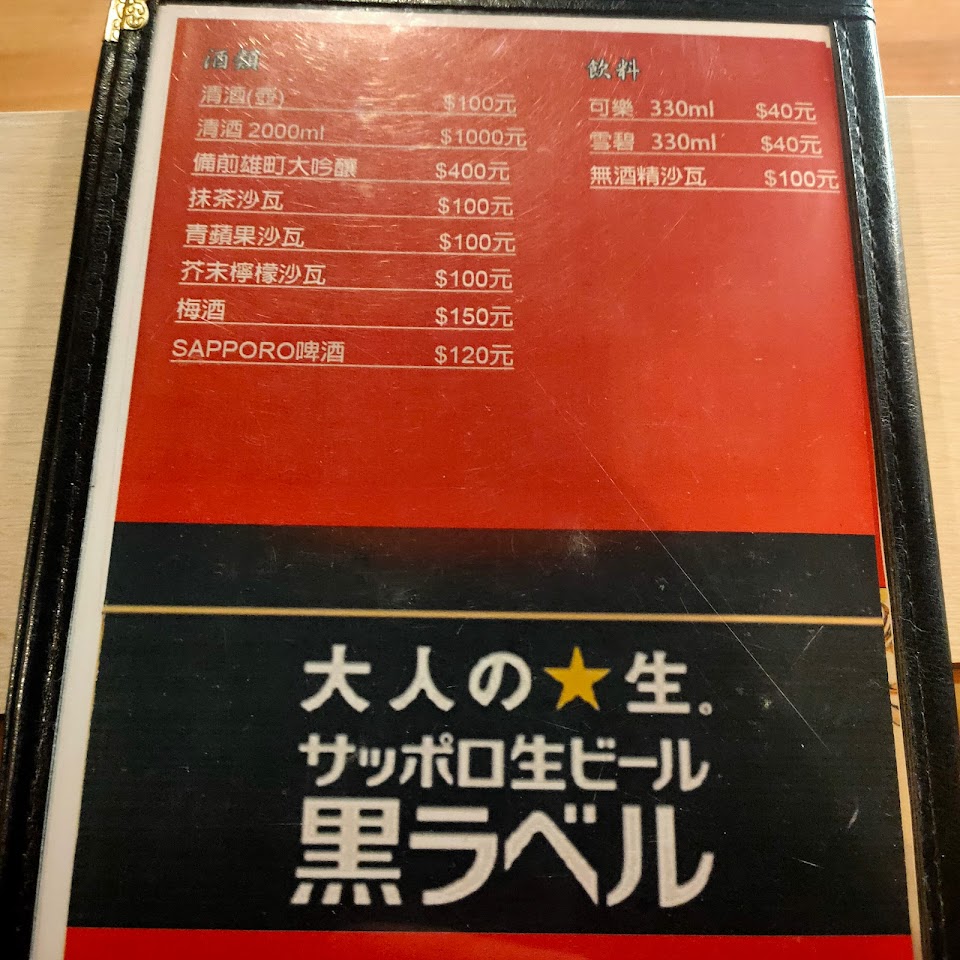 酒類
清酒(壺) $100元
清酒 2000ml $1000元
備前雄町大吟釀 $400元
抹茶沙瓦 $100元
青蘋果沙瓦 $100元
芥末檸檬沙瓦 $100元
梅酒 $150元
SAPPORO啤酒 $120元
飲料
可樂 330ml $40元
雪碧 330ml $40元
無酒精沙瓦 $100元
大人の★生。
サッポロ生ビール
黒ラベル